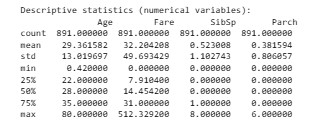 Descriptive statistics (numerical variables):
Age Fare SibSp Parch
count 891.000000 891.000000 891.000000 891.000000
mean 29.361582 32.204208 0.523008 0.381594
std 13.019697 49.693429 1.102743 0.806057
min 0.420000 0.000000 0.000000 0.000000
25% 22.000000 7.910400 0.000000 0.000000
50% 28.000000 14.454200 0.000000 0.000000
75% 35.000000 31.000000 1.000000 0.000000
max 80.000000 512.329200 8.000000 6.000000